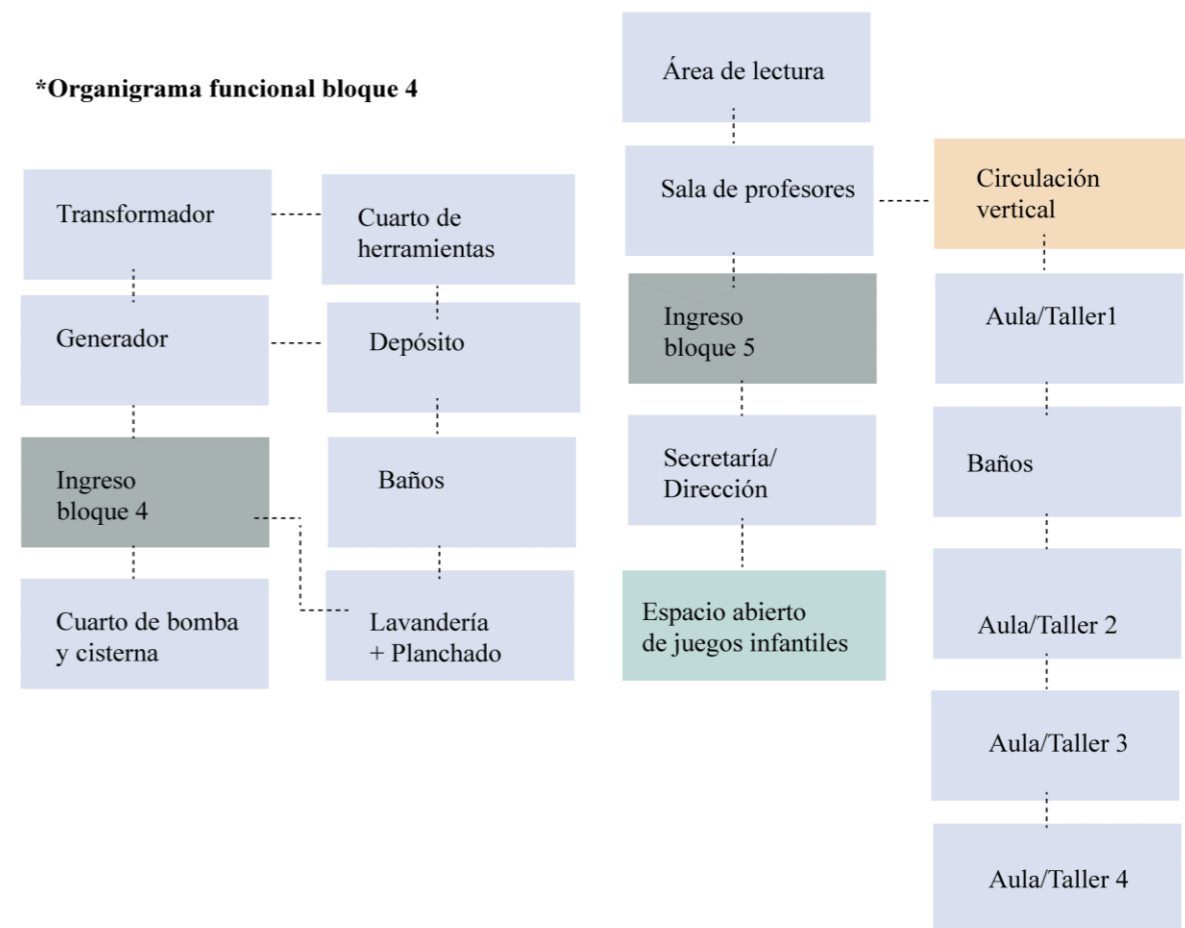 *Organigrama funcional bloque 4
Transformador
Cuarto de
herramientas
Generador
Depósito
Ingreso
bloque 4
Baños
Cuarto de bomba
y cisterna
Lavandería
+ Planchado
Área de lectura
Sala de profesores
Circulación
vertical
Ingreso
bloque 5
Aula/Taller1
Secretaría/
Dirección
Baños
Espacio abierto
de juegos infantiles
Aula/Taller 2
Aula/Taller 3
Aula/Taller 4